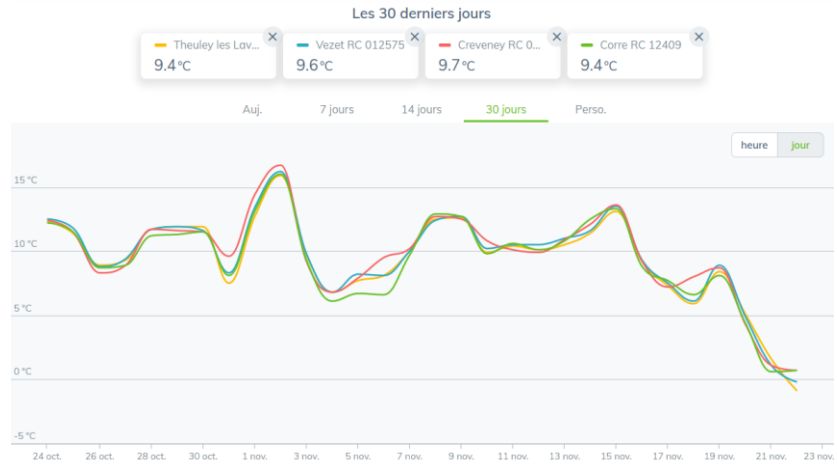 Les 30 derniers jours
Theuley les Lav... Vezet RC 012575 Creveney RC 0... Corre RC 12409
9.4°C 9.6°C 9.7°C 9.4°C
Auj. 7 jours 14 jours 30 jours Perso.
heure jour
15 °C
10 °C
5 °C
0 °C
-5 °C
24 oct. 26 oct. 28 oct. 30 oct. 1 nov. 3 nov. 5 nov. 7 nov. 9 nov. 11 nov. 13 nov. 15 nov. 17 nov. 19 nov. 21 nov. 23 nov.